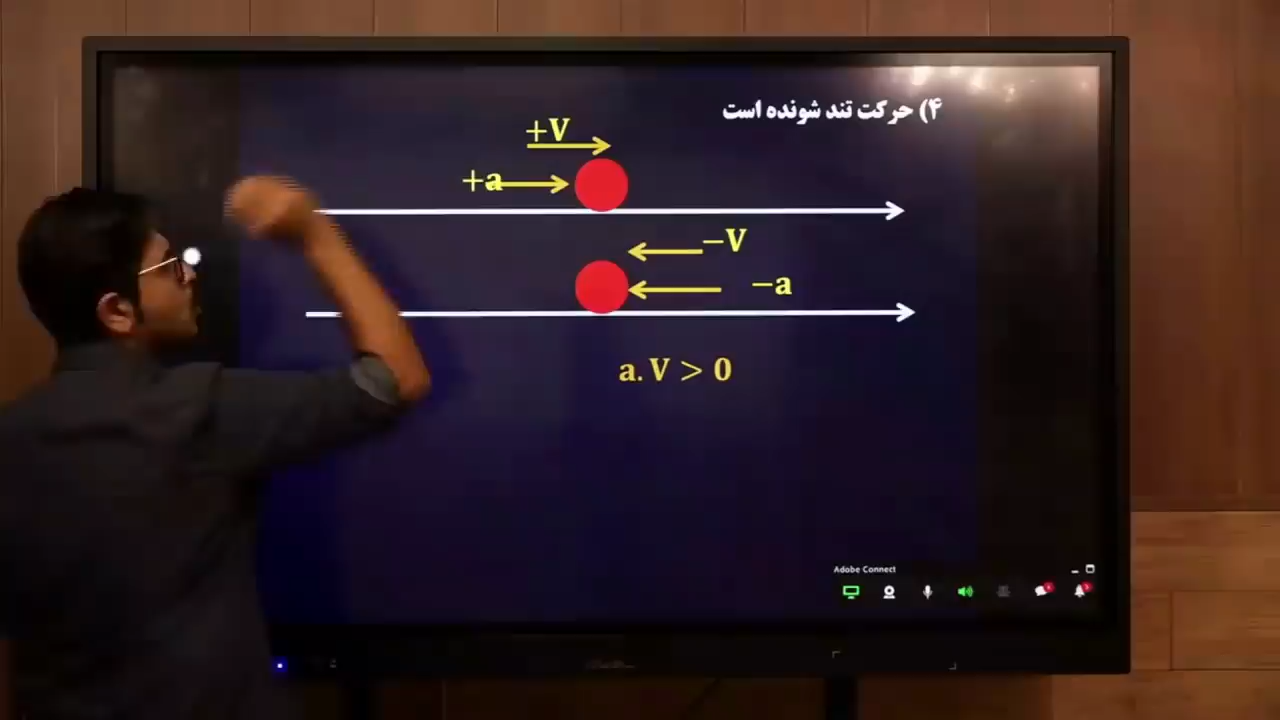 ۴) حرکت تند شونده است
+V
+a
−V
−a
a. V > 0
Adobe Connect